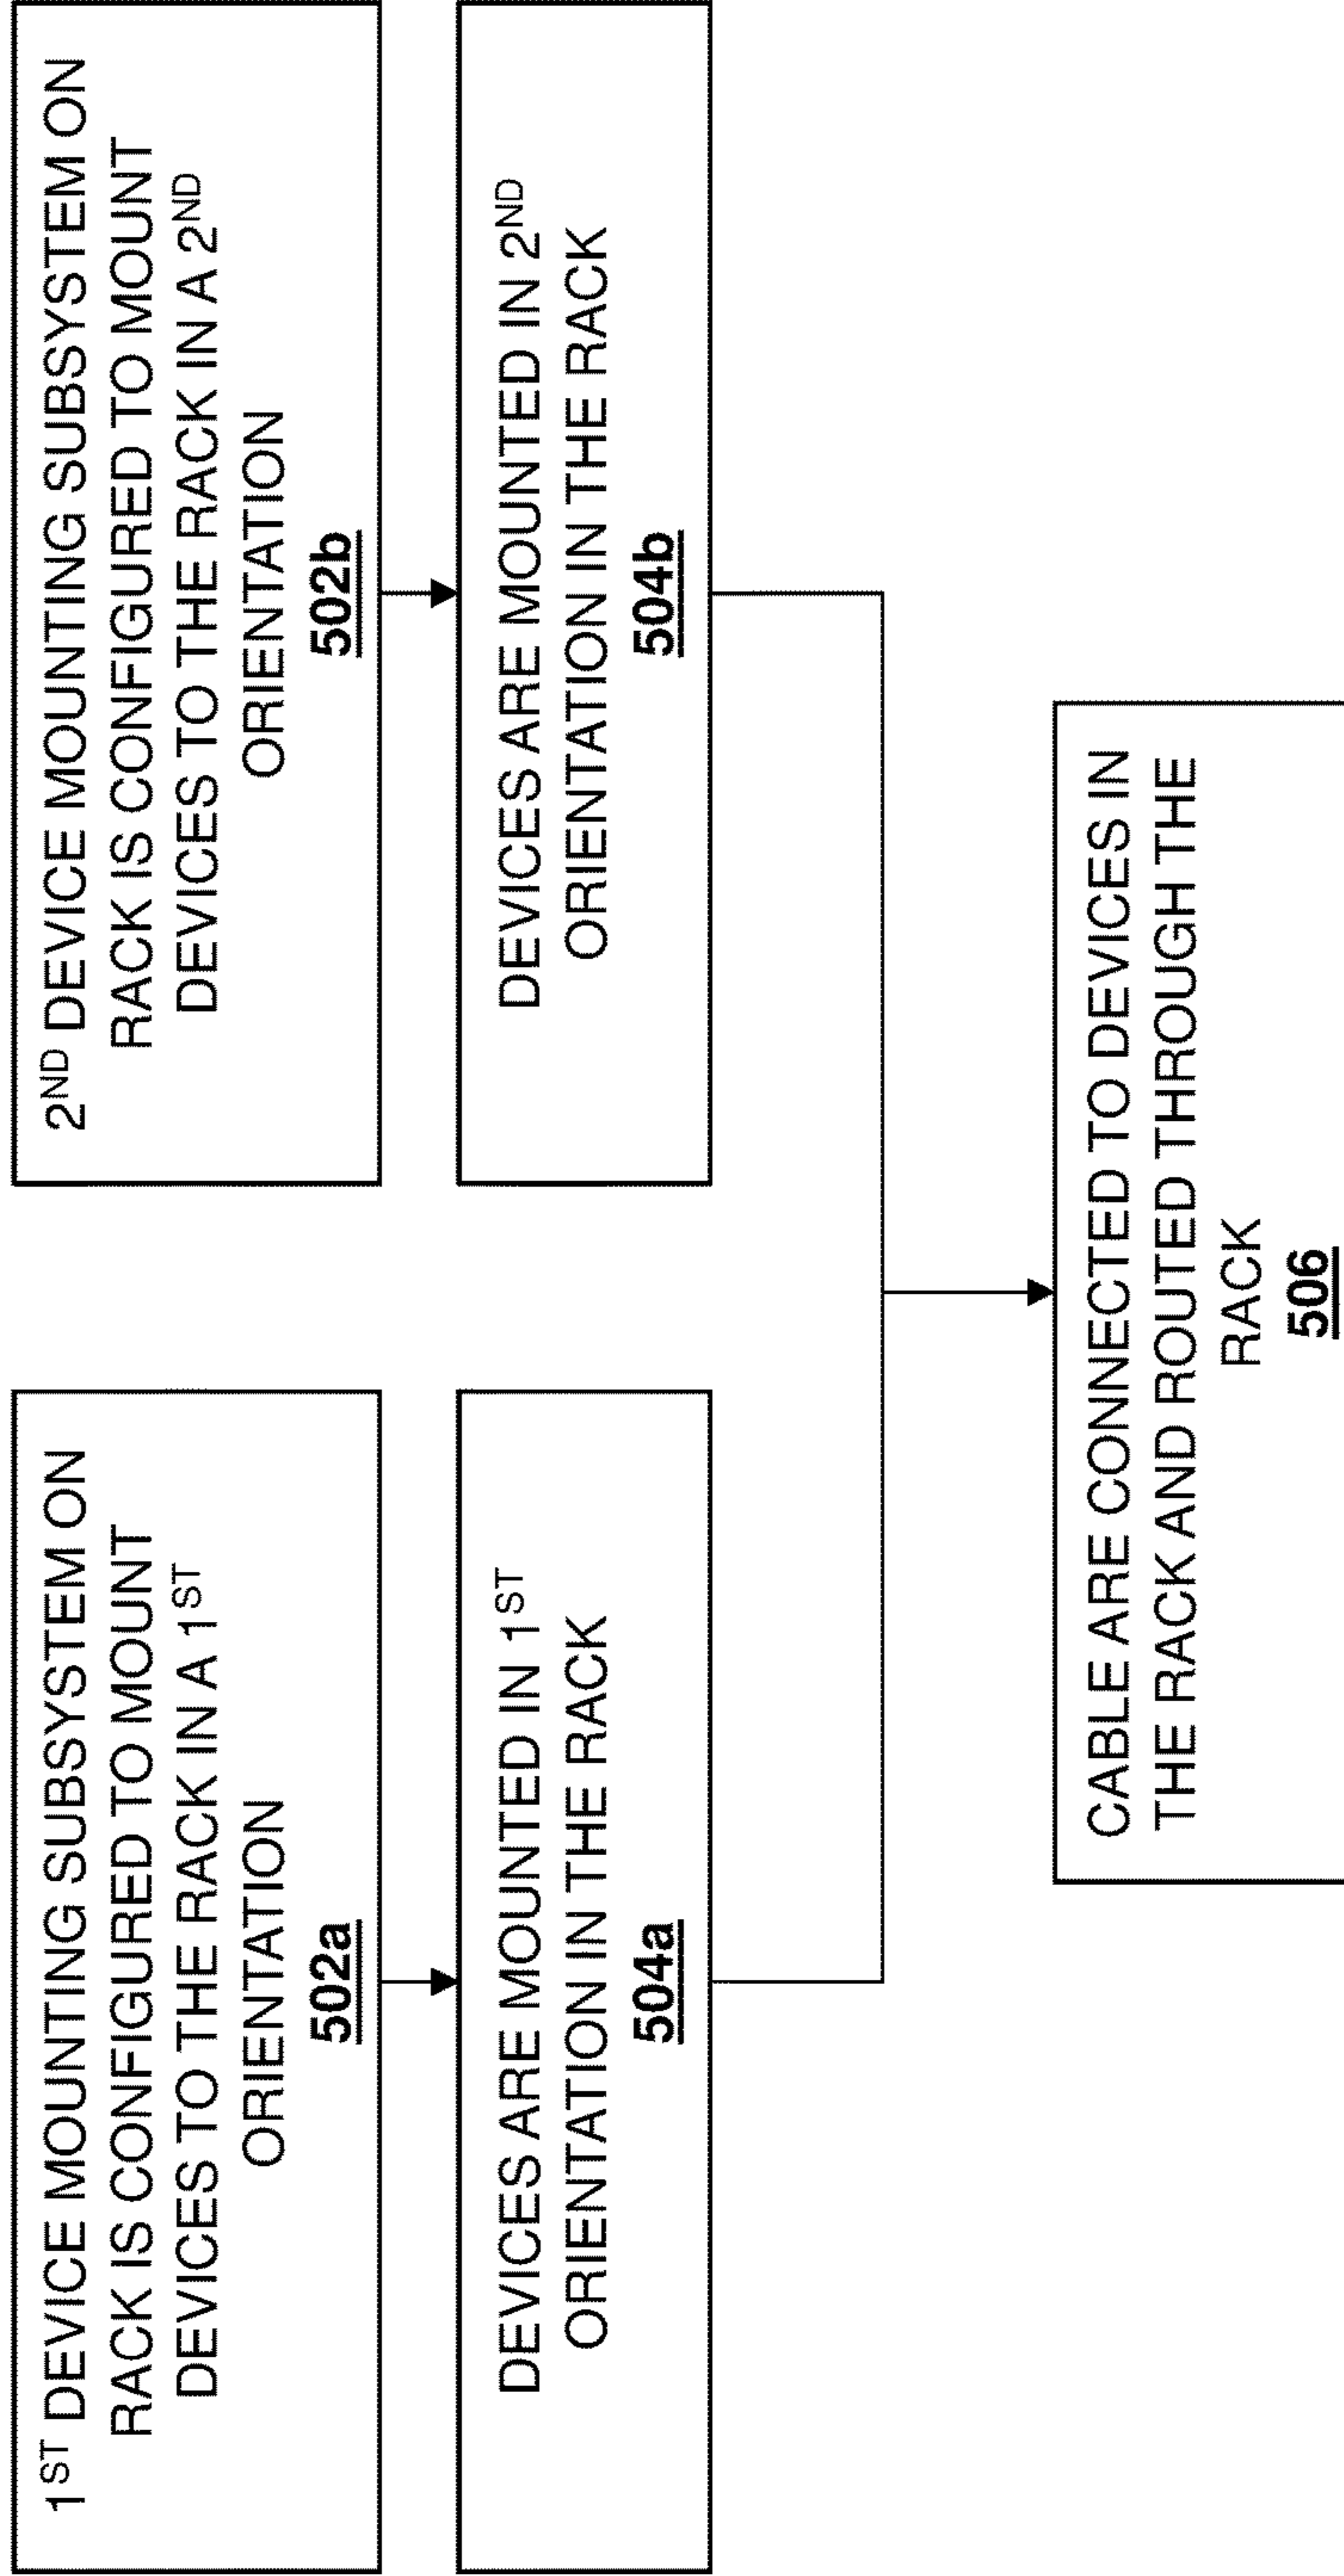 1ST DEVICE MOUNTING SUBSYSTEM ON
RACK IS CONFIGURED TO MOUNT
DEVICES TO THE RACK IN A 1ST
ORIENTATION
502a
2ND DEVICE MOUNTING SUBSYSTEM ON
RACK IS CONFIGURED TO MOUNT
DEVICES TO THE RACK IN A 2ND
ORIENTATION
502b
DEVICES ARE MOUNTED IN 1ST
ORIENTATION IN THE RACK
504a
DEVICES ARE MOUNTED IN 2ND
ORIENTATION IN THE RACK
504b
CABLE ARE CONNECTED TO DEVICES IN
THE RACK AND ROUTED THROUGH THE
RACK
506